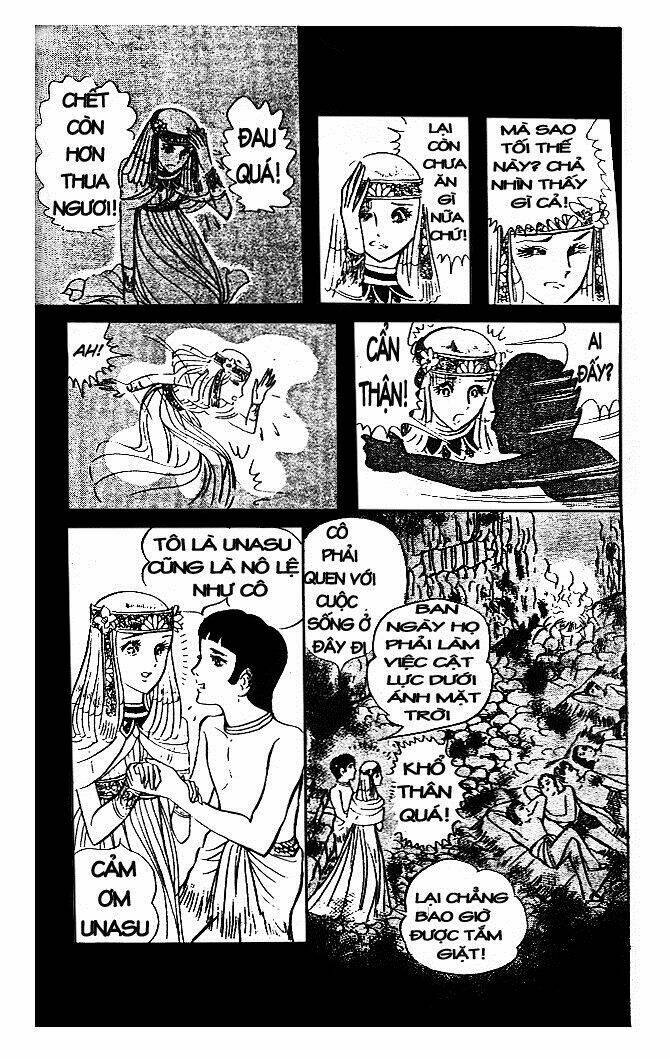 CHẾT
CÒN
HƠN
THUA
NGƯƠI!
ĐAU
QUÁ!
LẠI
CÒN
CHƯA
ĂN
GÌ
NỮA
CHỨ!
MÀ SAO
TỐI THẾ
NÀY? CHẢ
NHÌN THẤY
GÌ CẢ!
AH!
CẨN
THẬN!
AI
ĐẤY?
TÔI LÀ UNASU
CŨNG LÀ NÔ LỆ
NHƯ CÔ
CẢM
ƠM
UNASU
CÔ
PHẢI
QUEN VỚI
CUỘC
SỐNG Ở
ĐÂY ĐI
BAN
NGÀY HỌ
PHẢI LÀM
VIỆC CẬT
LỰC DƯỚI
ÁNH MẶT
TRỜI
KHỔ
THÂN
QUÁ!
LẠI CHẲNG
BAO GIỜ
ĐƯỢC TẮM
GIẶT!